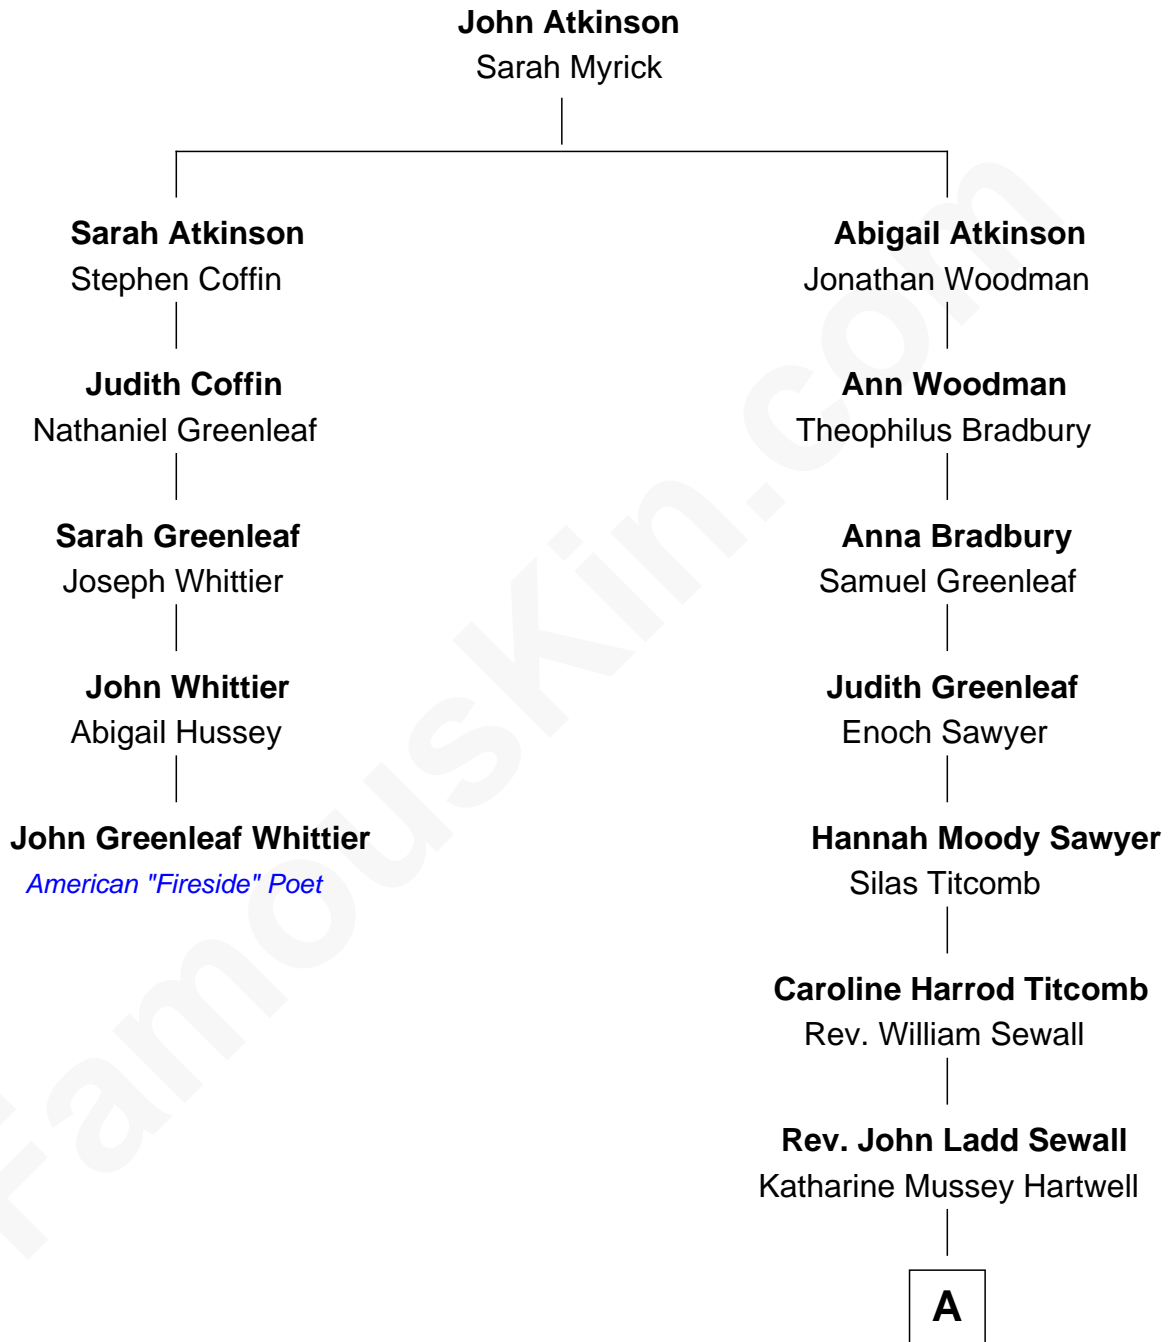 John Atkinson
Sarah Myrick
Sarah Atkinson
Stephen Coffin
Abigail Atkinson
Jonathan Woodman
Judith Coffin
Nathaniel Greenleaf
Ann Woodman
Theophilus Bradbury
Sarah Greenleaf
Joseph Whittier
Anna Bradbury
Samuel Greenleaf
John Whittier
Abigail Hussey
Judith Greenleaf
Enoch Sawyer
John Greenleaf Whittier
American "Fireside" Poet
Hannah Moody Sawyer
Silas Titcomb
Caroline Harrod Titcomb
Rev. William Sewall
Rev. John Ladd Sewall
Katharine Mussey Hartwell
A
FamousKin.com